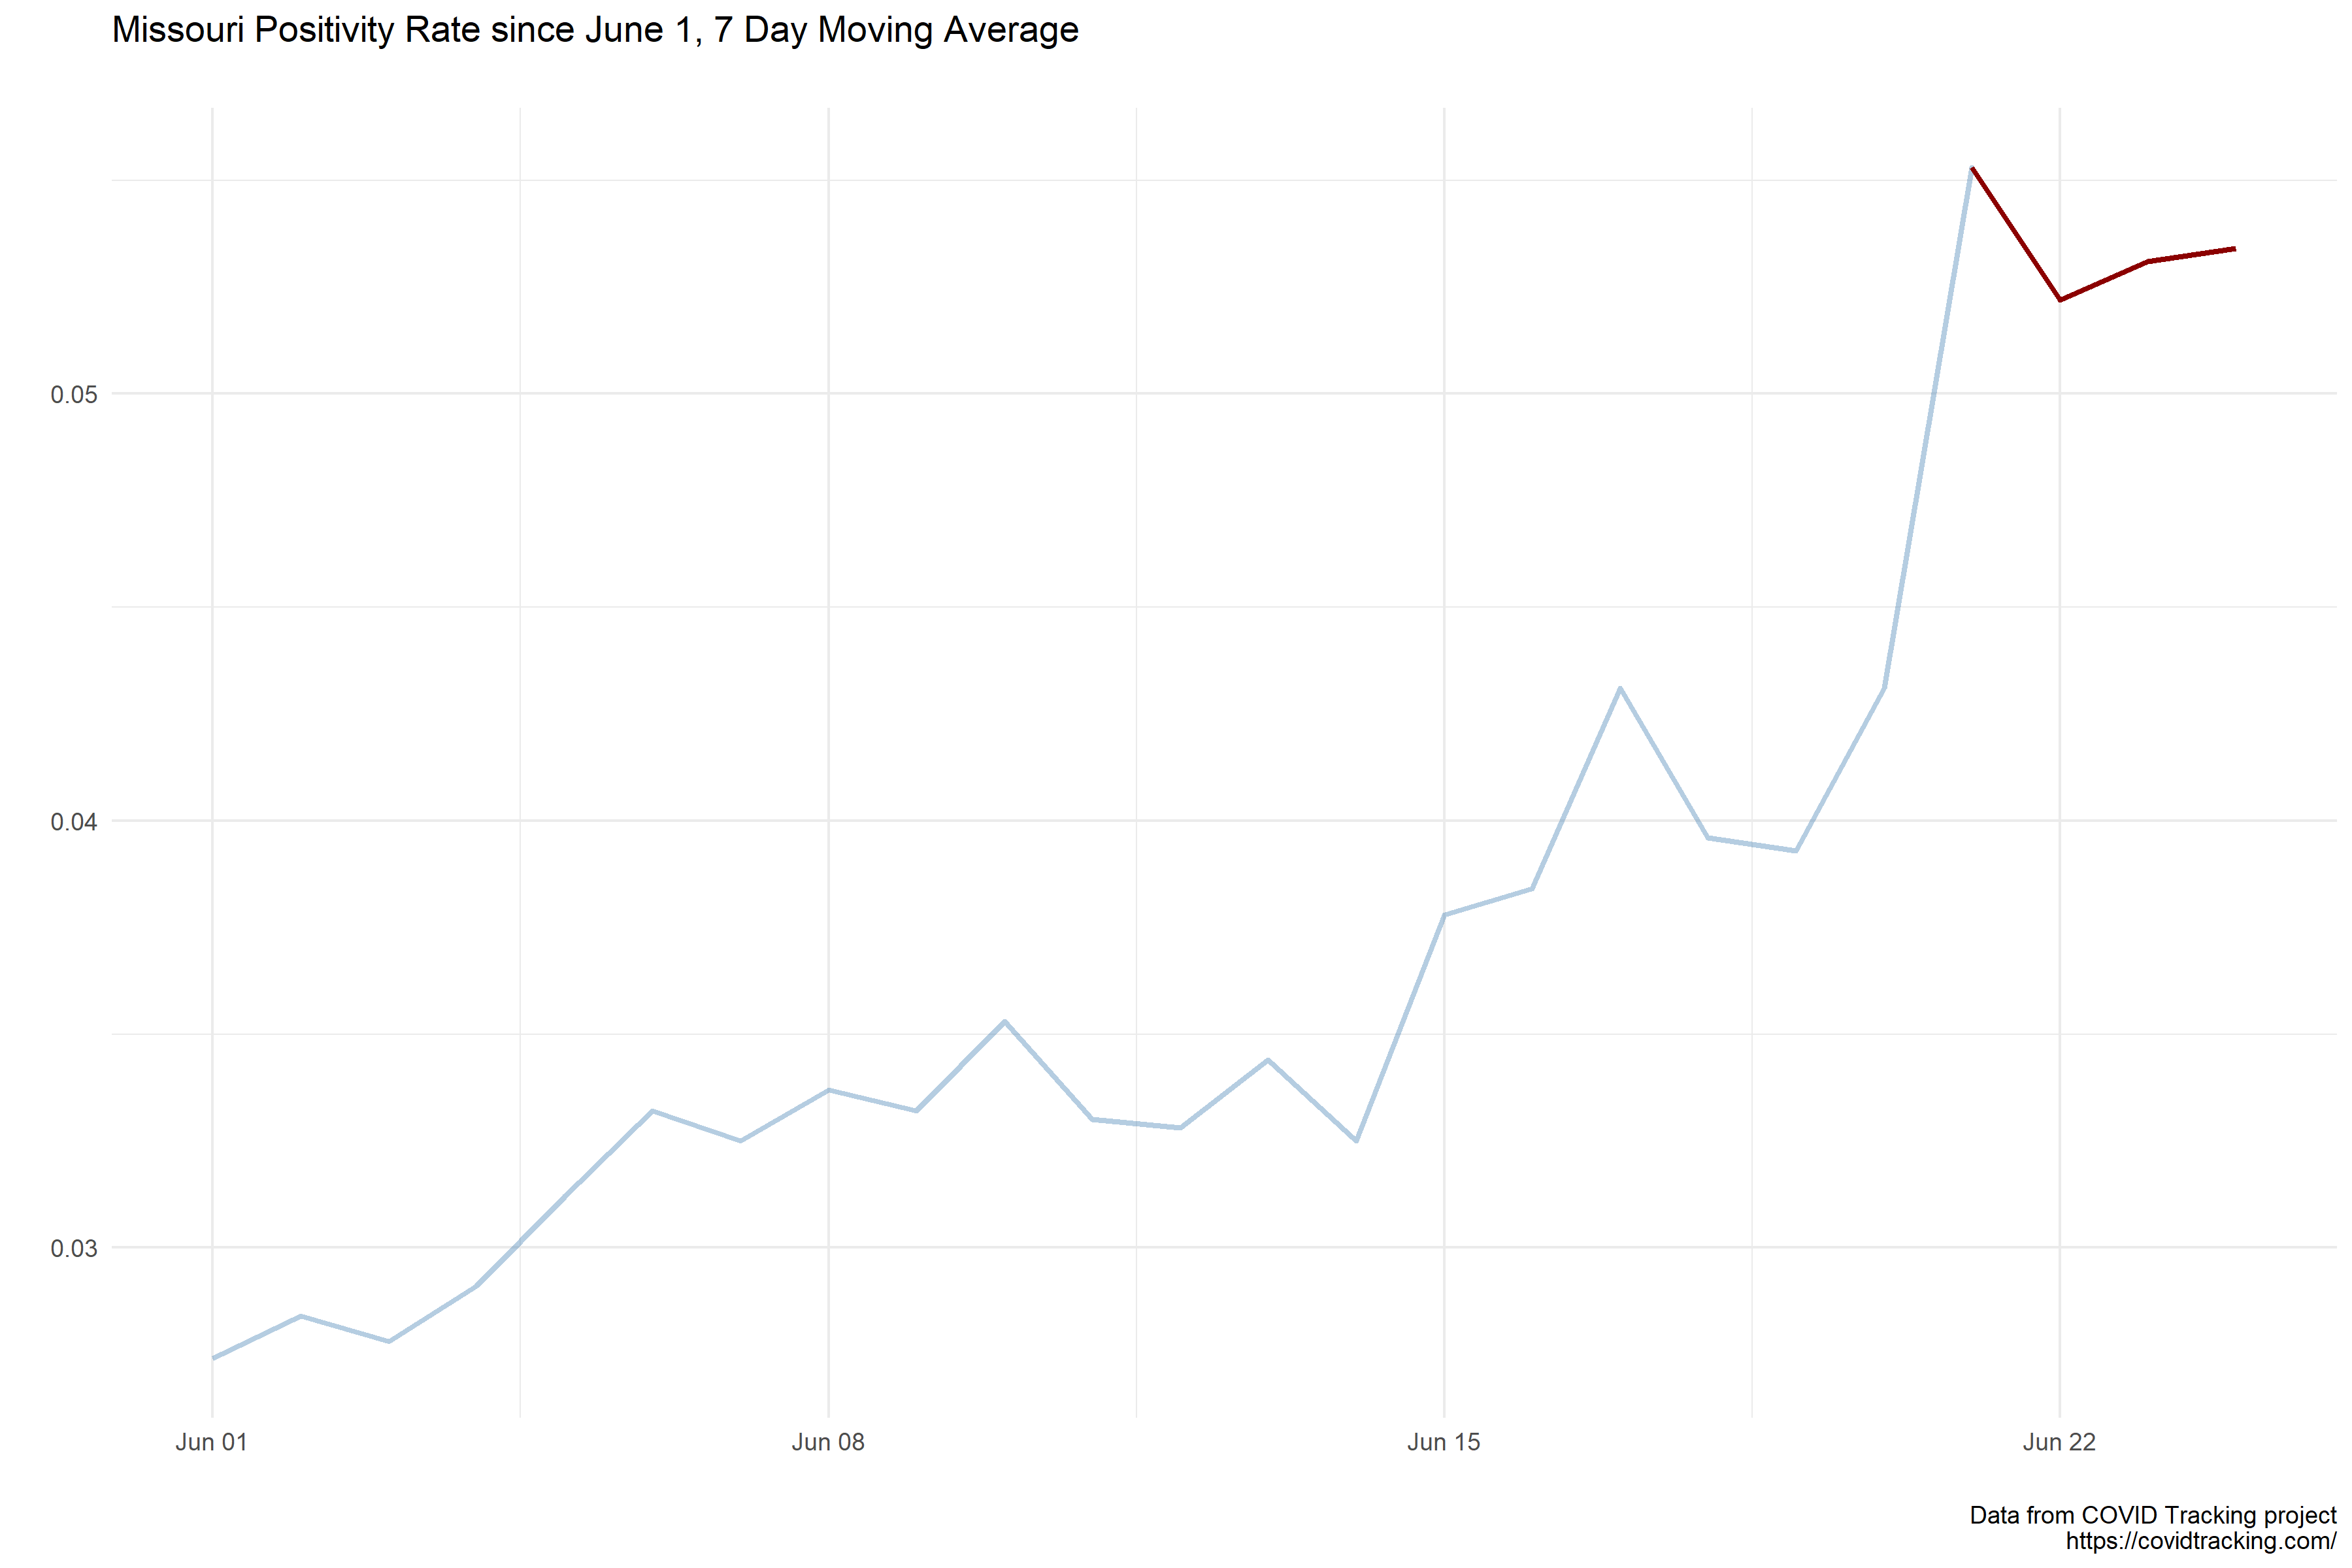 Missouri Positivity Rate since June 1, 7 Day Moving Average
0.05
0.04
0.03
Jun 01
Jun 08
Jun 15
Jun 22
Data from COVID Tracking project
https://covidtracking.com/